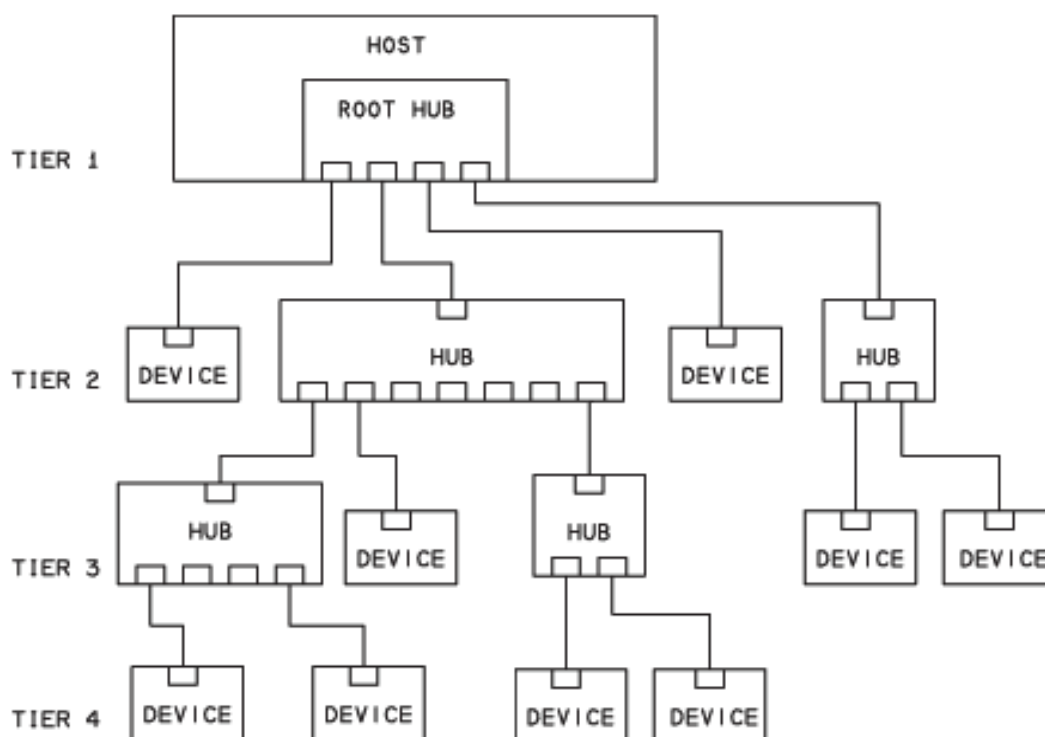 HOST
ROOT HUB
TIER 1
HUB
HUB
DEVICE
DEVICE
TIER 2
HUB
HUB
DEVICE
DEVICE
DEVICE
TIER 3
DEVICE
DEVICE
DEVICE
DEVICE
TIER 4